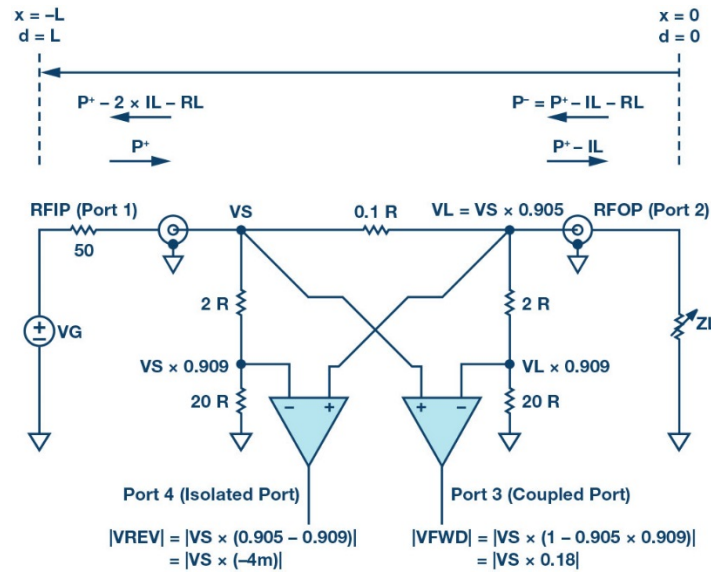 x = –L
d = L
x = 0
d = 0
P⁺ – 2 × IL – RL
P⁻ = P⁺ – IL – RL
P⁺
P⁺ – IL
RFIP (Port 1)
VS
0.1 R
VL = VS × 0.905
RFOP (Port 2)
50
2 R
2 R
VG
ZL
VS × 0.909
VL × 0.909
20 R
– +
+ –
20 R
Port 4 (Isolated Port)
Port 3 (Coupled Port)
|VREV| = |VS × (0.905 – 0.909)|
= |VS × (–4m)|
|VFWD| = |VS × (1 – 0.905 × 0.909)|
= |VS × 0.18|